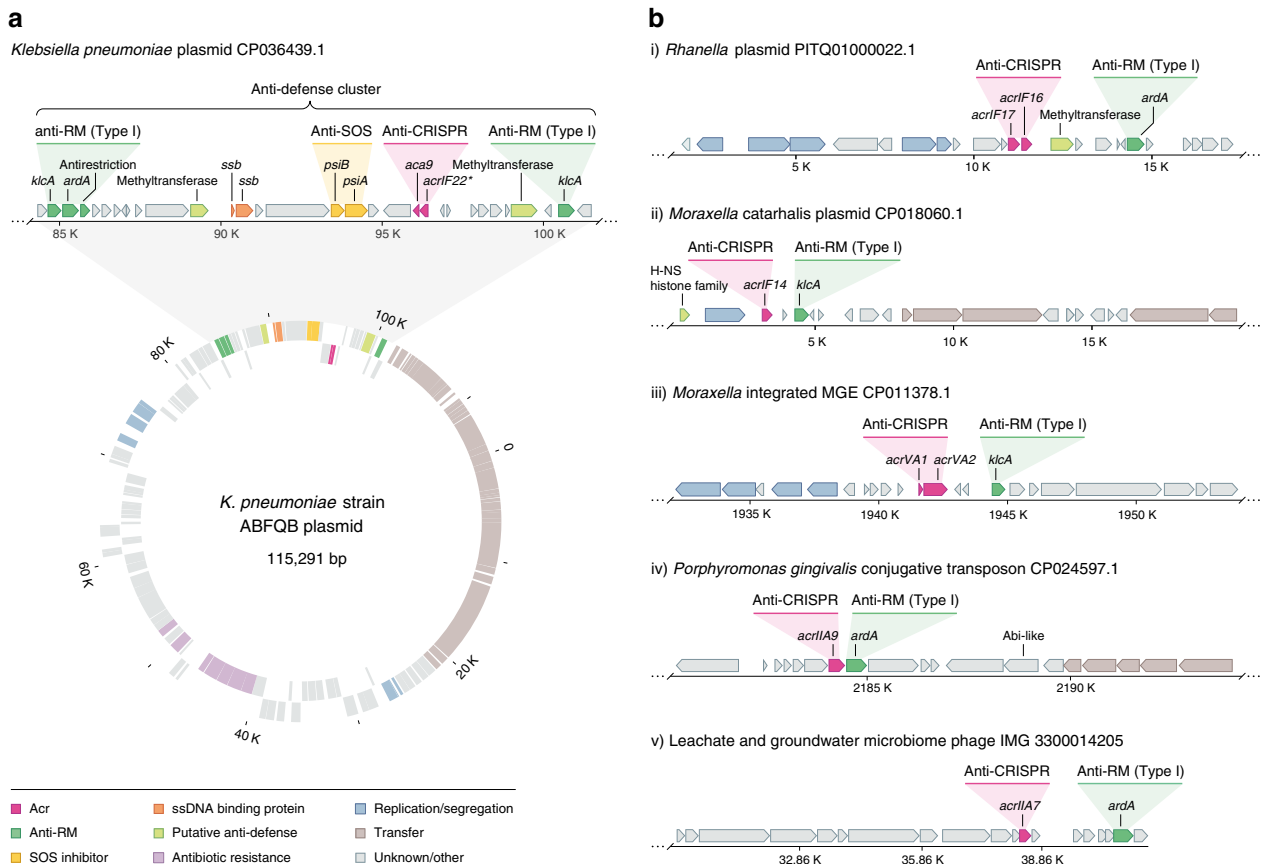 a
Klebsiella pneumoniae plasmid CP036439.1
Anti-defense cluster
anti-RM (Type I)
Anti-SOS
Anti-CRISPR
Anti-RM (Type I)
Antirestriction
klcA
ardA
Methyltransferase
ssb
ssb
psiB
psiA
aca9
acrIF22*
Methyltransferase
klcA
...
85 K
90 K
95 K
100 K
...
80 K
100 K
0
20 K
40 K
60 K
K. pneumoniae strain
ABFQB plasmid
115,291 bp
Acr
Anti-RM
SOS inhibitor
ssDNA binding protein
Putative anti-defense
Antibiotic resistance
Replication/segregation
Transfer
Unknown/other
b
i) Rhanella plasmid PITQ01000022.1
Anti-CRISPR
Anti-RM (Type I)
acrIF16
acrIF17
Methyltransferase
ardA
...
5 K
10 K
15 K
...
ii) Moraxella catarhalis plasmid CP018060.1
Anti-CRISPR
Anti-RM (Type I)
H-NS
histone family
acrIF14
klcA
...
5 K
10 K
15 K
...
iii) Moraxella integrated MGE CP011378.1
Anti-CRISPR
Anti-RM (Type I)
acrVA1
acrVA2
klcA
...
1935 K
1940 K
1945 K
1950 K
...
iv) Porphyromonas gingivalis conjugative transposon CP024597.1
Anti-CRISPR
Anti-RM (Type I)
acrIIA9
ardA
Abi-like
...
2185 K
2190 K
...
v) Leachate and groundwater microbiome phage IMG 3300014205
Anti-CRISPR
Anti-RM (Type I)
acrIIA7
ardA
...
32.86 K
35.86 K
38.86 K